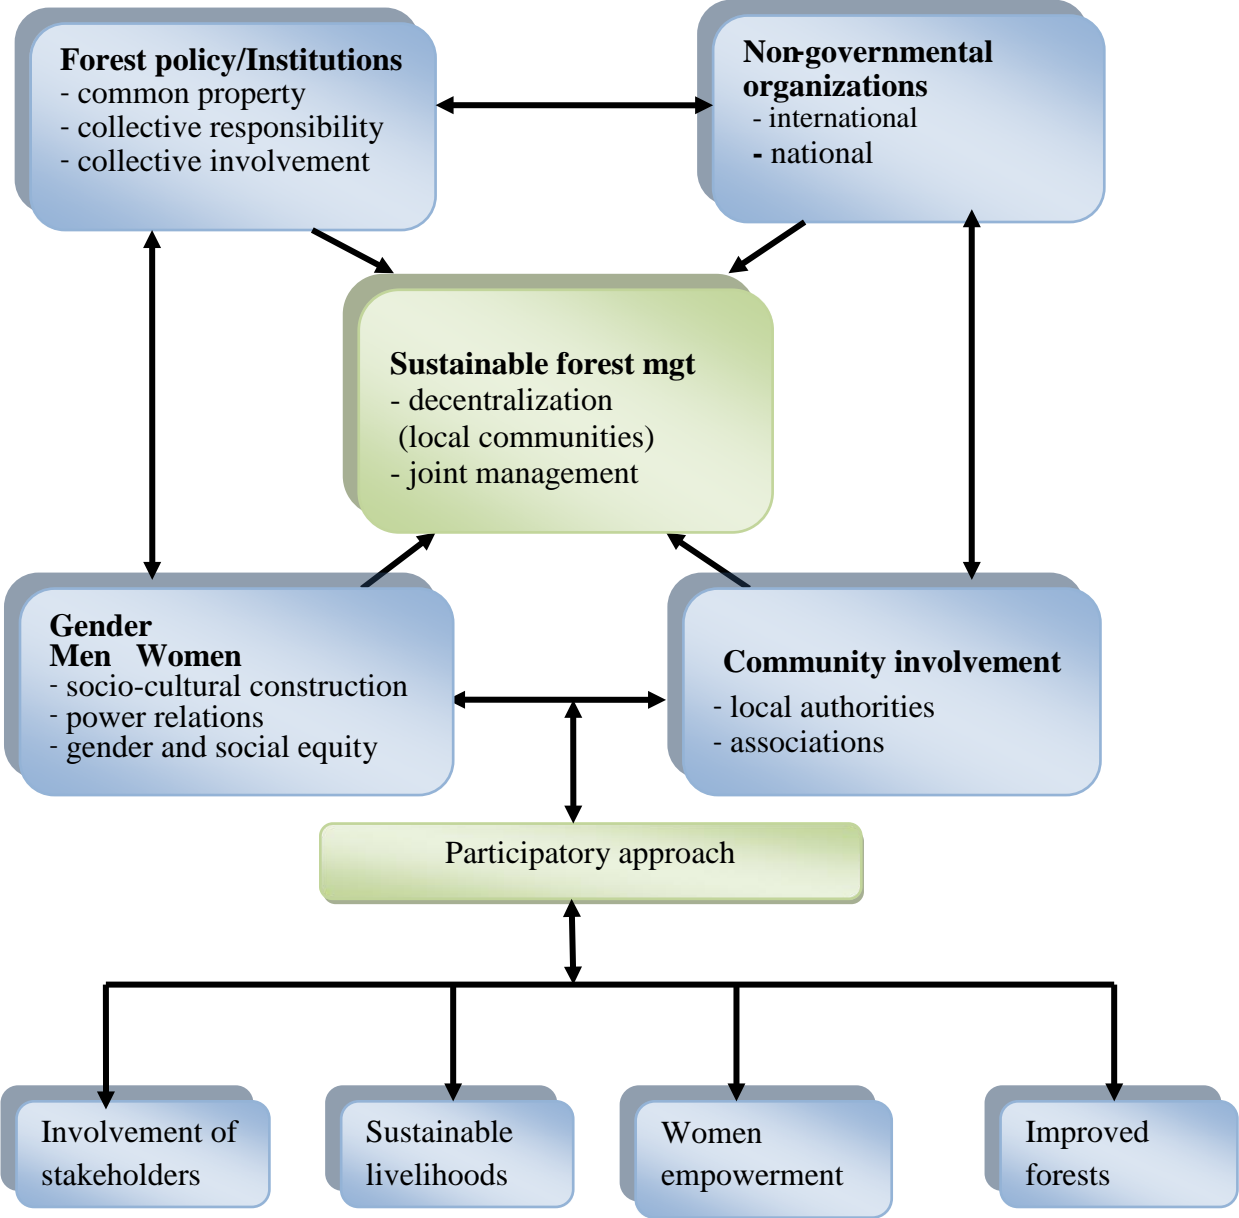 Forest policy/Institutions
- common property
- collective responsibility
- collective involvement
Non-governmental
organizations
- international
- national
Sustainable forest mgt
- decentralization
(local communities)
- joint management
Gender
Men Women
- socio-cultural construction
- power relations
- gender and social equity
Community involvement
- local authorities
- associations
Participatory approach
Involvement of
stakeholders
Sustainable
livelihoods
Women
empowerment
Improved
forests